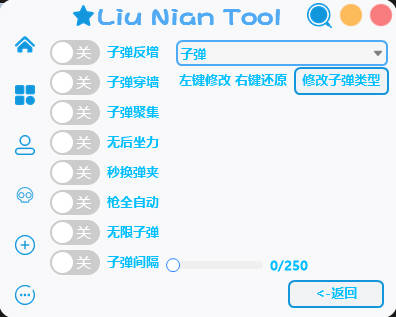 Liu Nian Tool
关 子弹反增 子弹
关 子弹穿墙 左键修改 右键还原 修改子弹类型
关 子弹聚集
关 无后坐力
关 秒换弹夹
关 枪全自动
关 无限子弹
关 子弹间隔 0/250
<-返回